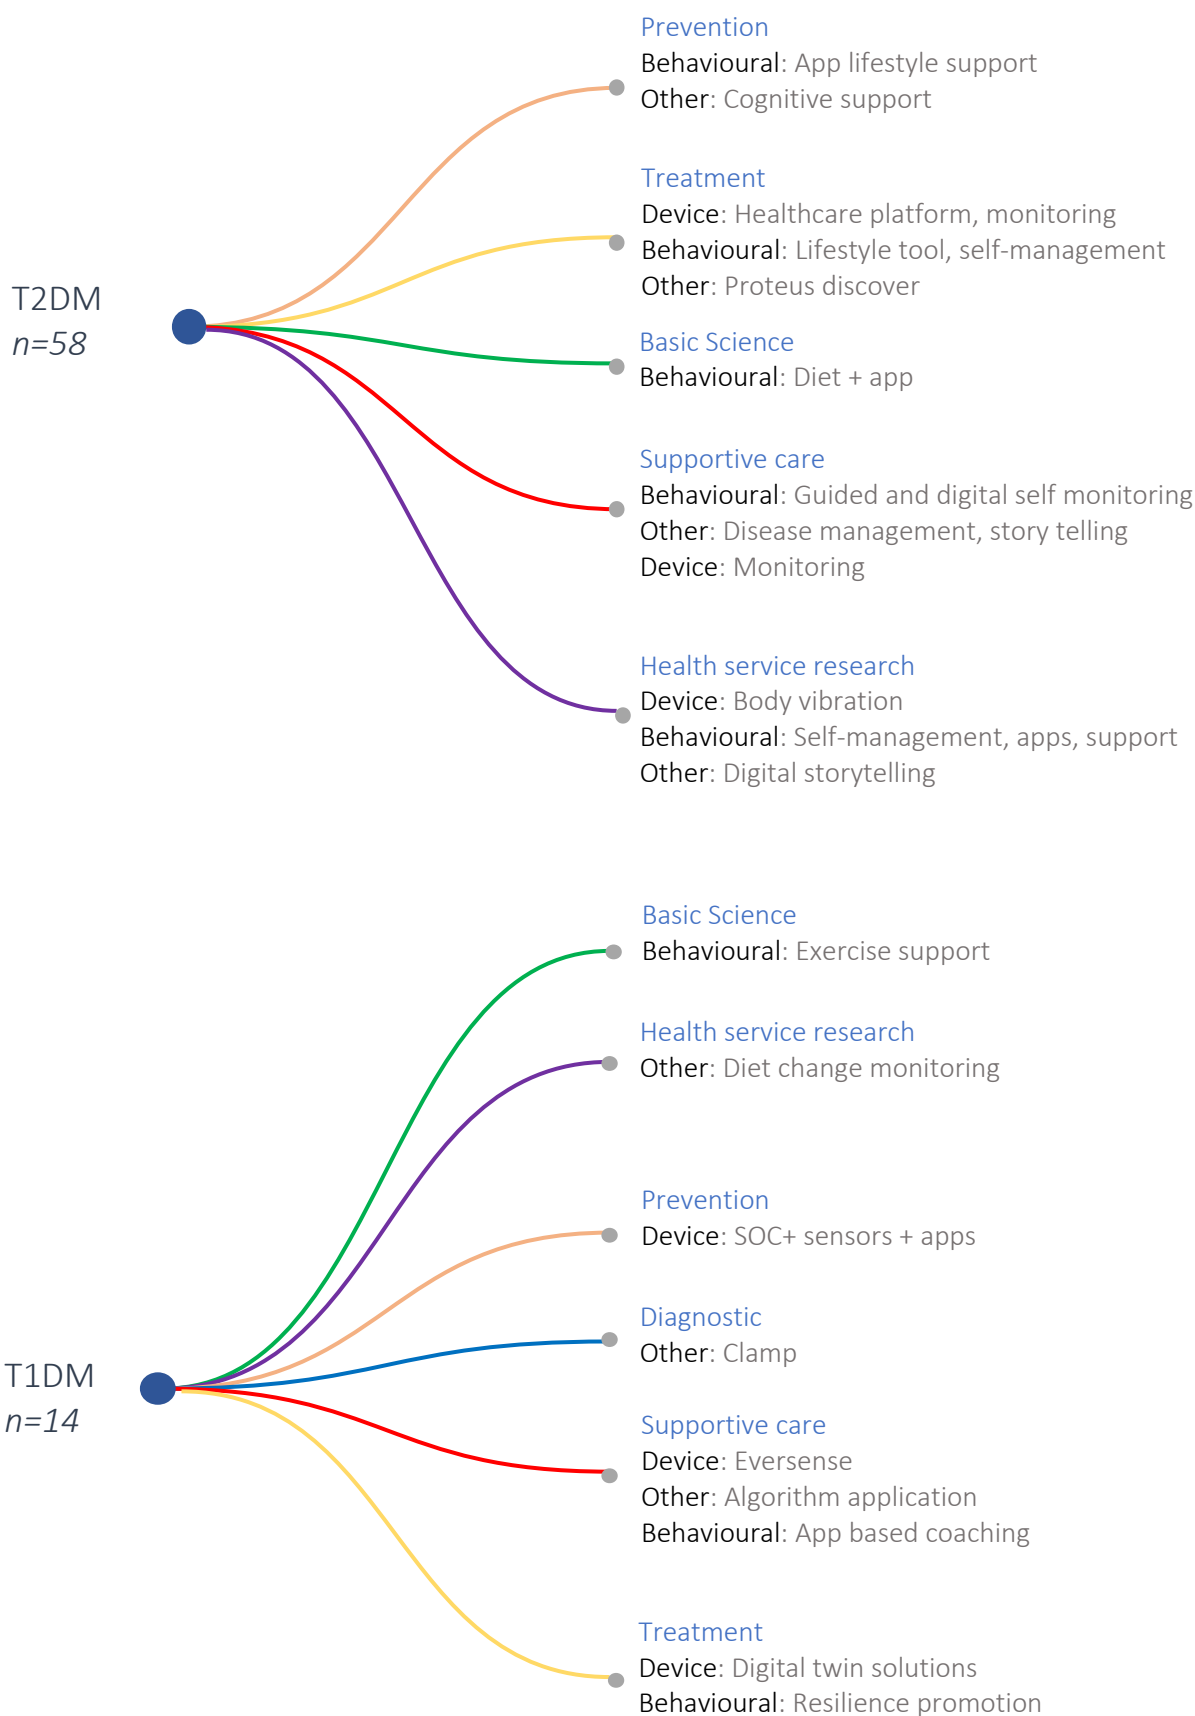 Prevention
Behavioural: App lifestyle support
Other: Cognitive support
Treatment
Device: Healthcare platform, monitoring
Behavioural: Lifestyle tool, self-management
Other: Proteus discover
T2DM
n=58
Basic Science
Behavioural: Diet + app
Supportive care
Behavioural: Guided and digital self monitoring
Other: Disease management, story telling
Device: Monitoring
Health service research
Device: Body vibration
Behavioural: Self-management, apps, support
Other: Digital storytelling
Basic Science
Behavioural: Exercise support
Health service research
Other: Diet change monitoring
Prevention
Device: SOC+ sensors + apps
Diagnostic
Other: Clamp
T1DM
n=14
Supportive care
Device: Eversense
Other: Algorithm application
Behavioural: App based coaching
Treatment
Device: Digital twin solutions
Behavioural: Resilience promotion